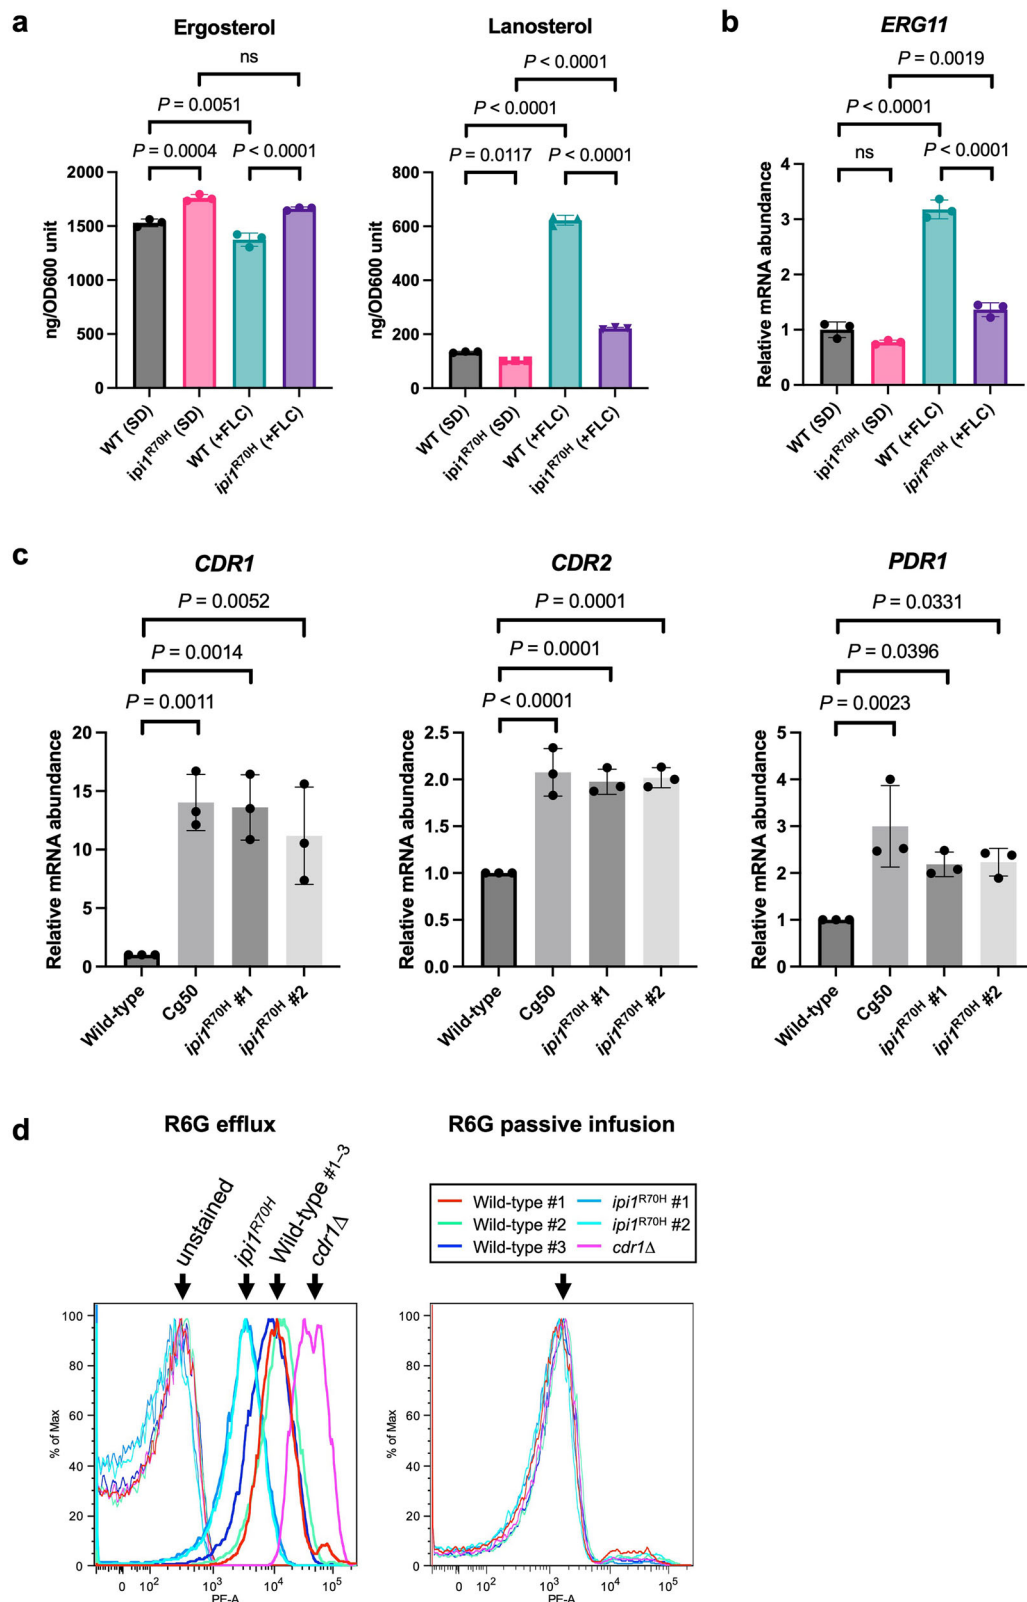 a
Ergosterol
ns
P = 0.0051
P = 0.0004
P < 0.0001
2000
1500
1000
500
0
ng/OD600 unit
WT (SD)
ipi1R70H (SD)
WT (+FLC)
ipi1R70H (+FLC)
Lanosterol
P < 0.0001
P < 0.0001
P = 0.0117
P < 0.0001
800
600
400
200
0
ng/OD600 unit
WT (SD)
ipi1R70H (SD)
WT (+FLC)
ipi1R70H (+FLC)
b
ERG11
P = 0.0019
P < 0.0001
ns
P < 0.0001
4
3
2
1
0
Relative mRNA abundance
WT (SD)
ipi1R70H (SD)
WT (+FLC)
ipi1R70H (+FLC)
c
CDR1
P = 0.0052
P = 0.0014
P = 0.0011
20
15
10
5
0
Relative mRNA abundance
Wild-type
Cg50
ipi1R70H #1
ipi1R70H #2
CDR2
P = 0.0001
P = 0.0001
P < 0.0001
2.5
2.0
1.5
1.0
0.5
0.0
Relative mRNA abundance
Wild-type
Cg50
ipi1R70H #1
ipi1R70H #2
PDR1
P = 0.0331
P = 0.0396
P = 0.0023
5
4
3
2
1
0
Relative mRNA abundance
Wild-type
Cg50
ipi1R70H #1
ipi1R70H #2
d
R6G efflux
unstained
ipi1R70H
Wild-type #1–3
cdr1Δ
100
80
60
40
20
0
% of Max
0 102 103 104 105
PE-A
R6G passive infusion
Wild-type #1 ipi1R70H #1
Wild-type #2 ipi1R70H #2
Wild-type #3 cdr1Δ
100
80
60
40
20
0
% of Max
0 102 103 104 105
PE-A